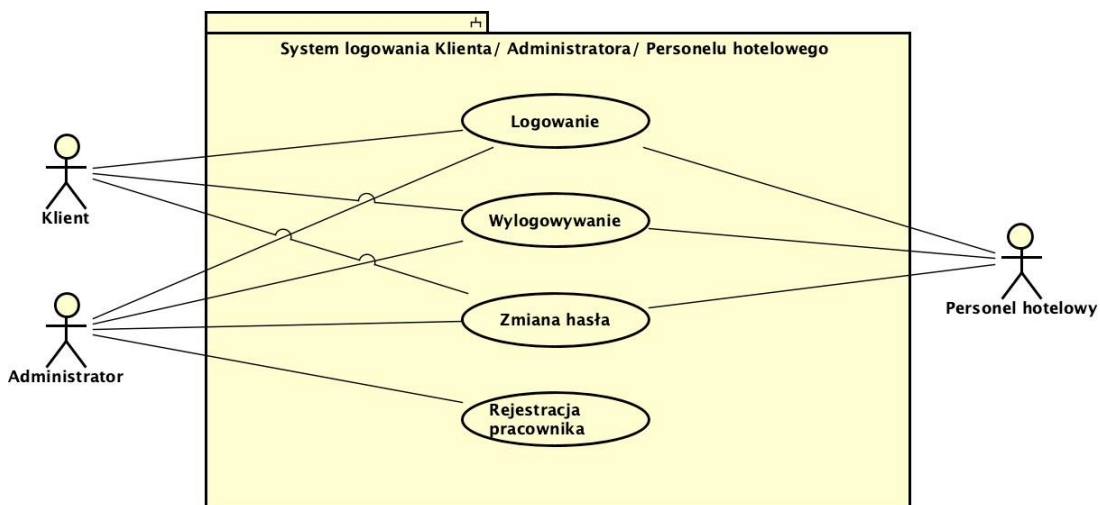 System logowania Klienta/ Administratora/ Personelu hotelowego
Logowanie
Klient
Wylogowywanie
Personel hotelowy
Zmiana hasła
Administrator
Rejestracja
pracownika